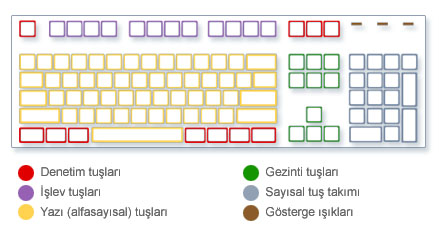 Denetim tuşları
İşlev tuşları
Yazı (alfasayısal) tuşları
Gezinti tuşları
Sayısal tuş takımı
Gösterge ışıkları